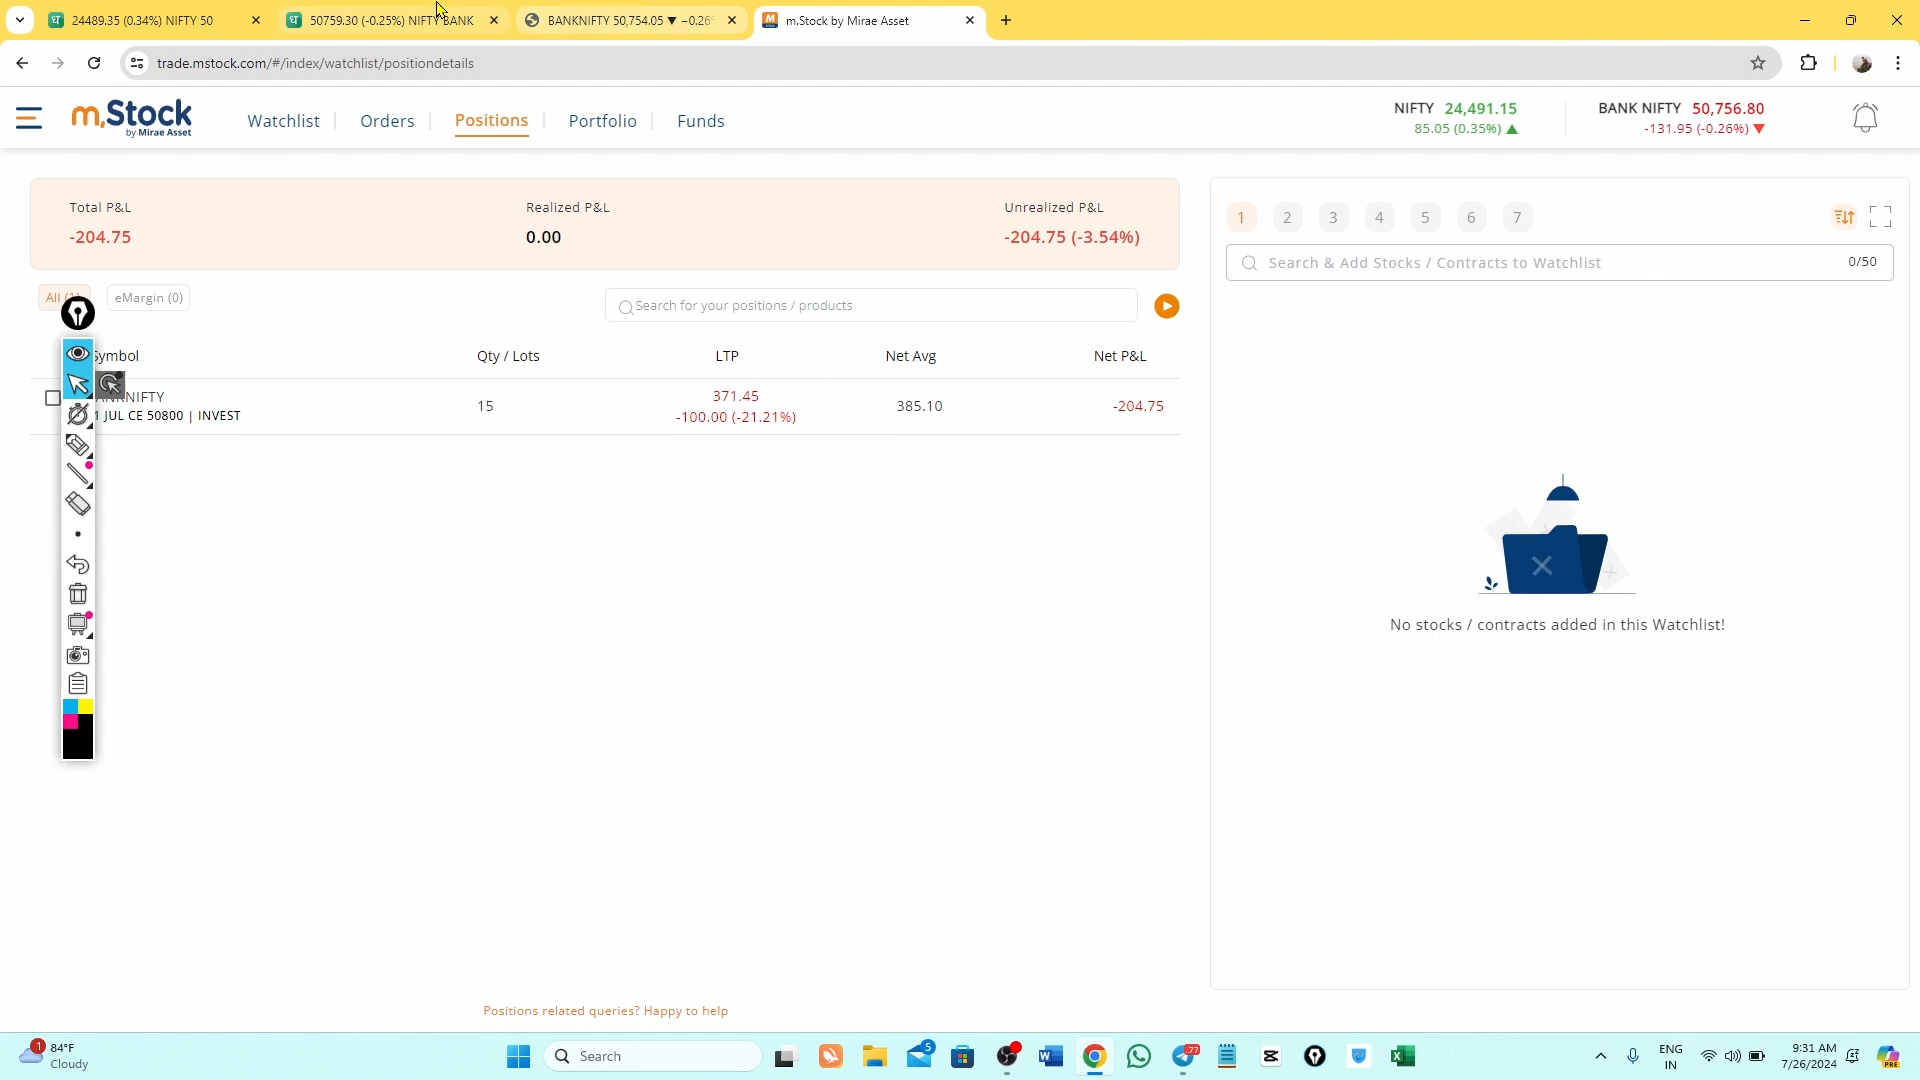 24489.35 (0.34%) NIFTY 50
50759.30 (-0.25%) NIFTY BANK
BANKNIFTY 50,754.05 ▼ −0.26
m.Stock by Mirae Asset
trade.mstock.com/#/index/watchlist/positiondetails
m.Stock
by Mirae Asset
Watchlist
Orders
Positions
Portfolio
Funds
NIFTY 24,491.15
85.05 (0.35%) ▲
BANK NIFTY 50,756.80
-131.95 (-0.26%) ▼
Total P&L
-204.75
Realized P&L
0.00
Unrealized P&L
-204.75 (-3.54%)
1 2 3 4 5 6 7
Search & Add Stocks / Contracts to Watchlist
0/50
eMargin (0)
Search for your positions / products
Symbol
Qty / Lots
LTP
Net Avg
Net P&L
JUL CE 50800 | INVEST
15
371.45
-100.00 (-21.21%)
385.10
-204.75
No stocks / contracts added in this Watchlist!
Positions related queries? Happy to help
1
84°F
Cloudy
Search
5
77
ENG
IN
9:31 AM
7/26/2024
PRE